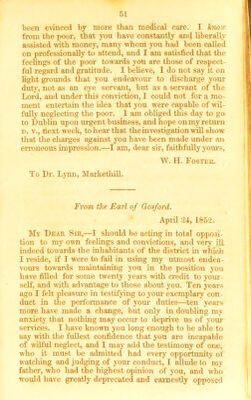 51
been evinced by more than medical care. I know
from the poor, that you have constantly and liberally
assisted with money, many whom you had been called
on professionally to attend, and I am satisfied that the
feelings of the poor towards you are those of respect-
ful regard and gratitude. I believe, I do not say it on
light grounds that you endeavour to discharge your
duty, not as an eye servant, but as a servant of the
Lord, and under this conviction, I could not for a mo-
ment entertain the idea that you were capable of wil-
fully neglecting the poor. I am obliged this day to go
to Dublin upon urgent business, and hope on my return
D. V., next week, to hear that the investigation will show
that the charges against you have been made under an
erroneous impression.—I am, dear sir, faithfully yours,
W. H. FOSTER.
To Dr. Lynn, Markethill.
From the Earl of Gosford.
April 24, 1852.
MY DEAR SIR,—I should be acting in total opposi-
tion to my own feelings and convictions, and very ill
indeed towards the inhabitants of the district in which
I reside, if I were to fail in using my utmost endea-
vours towards maintaining you in the position you
have filled for some twenty years with credit to your-
self, and with advantage to those about you. Ten years
ago I felt pleasure in testifying to your exemplary con-
duct in the performance of your duties—ten years
more have made a change, but only in doubling my
anxiety that nothing may occur to deprive us of your
services. I have known you long enough to be able to
say with the fullest confidence that you are incapable
of wilful neglect, and I may add the testimony of one,
who it must be admitted had every opportunity of
watching and judging of your conduct, I allude to my
father, who had the highest opinion of you, and who
would have greatly deprecated and earnestly opposed